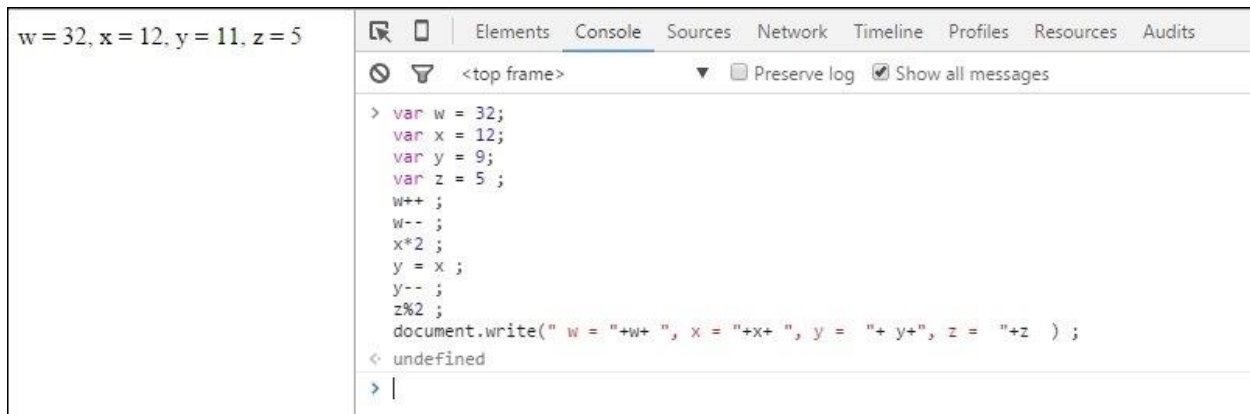 w = 32, x = 12, y = 11, z = 5
Elements Console Sources Network Timeline Profiles Resources Audits
<top frame> ▼ Preserve log Show all messages
> var w = 32;
var x = 12;
var y = 9;
var z = 5 ;
w++ ;
w-- ;
x*2 ;
y = x ;
y-- ;
z%2 ;
document.write(" w = "+w+ ", x = "+x+ ", y =  "+ y+", z =  "+z  ) ;
undefined
>